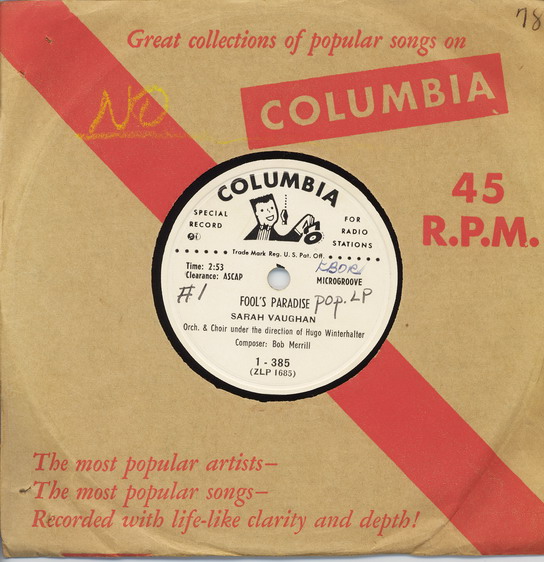 Great collections of popular songs on
78
NO
COLUMBIA
45
R.P.M.
COLUMBIA
SPECIAL RECORD
FOR RADIO STATIONS
Trade Mark Reg. U. S. Pat. Off.
Time: 2:53
Clearance: ASCAP
MICROGROOVE
#1
FOOL'S PARADISE
POP. LP
SARAH VAUGHAN
Orch. & Choir under the direction of Hugo Winterhalter
Composer: Bob Merrill
1 - 385
(ZLP 1685)
The most popular artists—
The most popular songs—
Recorded with life-like clarity and depth!